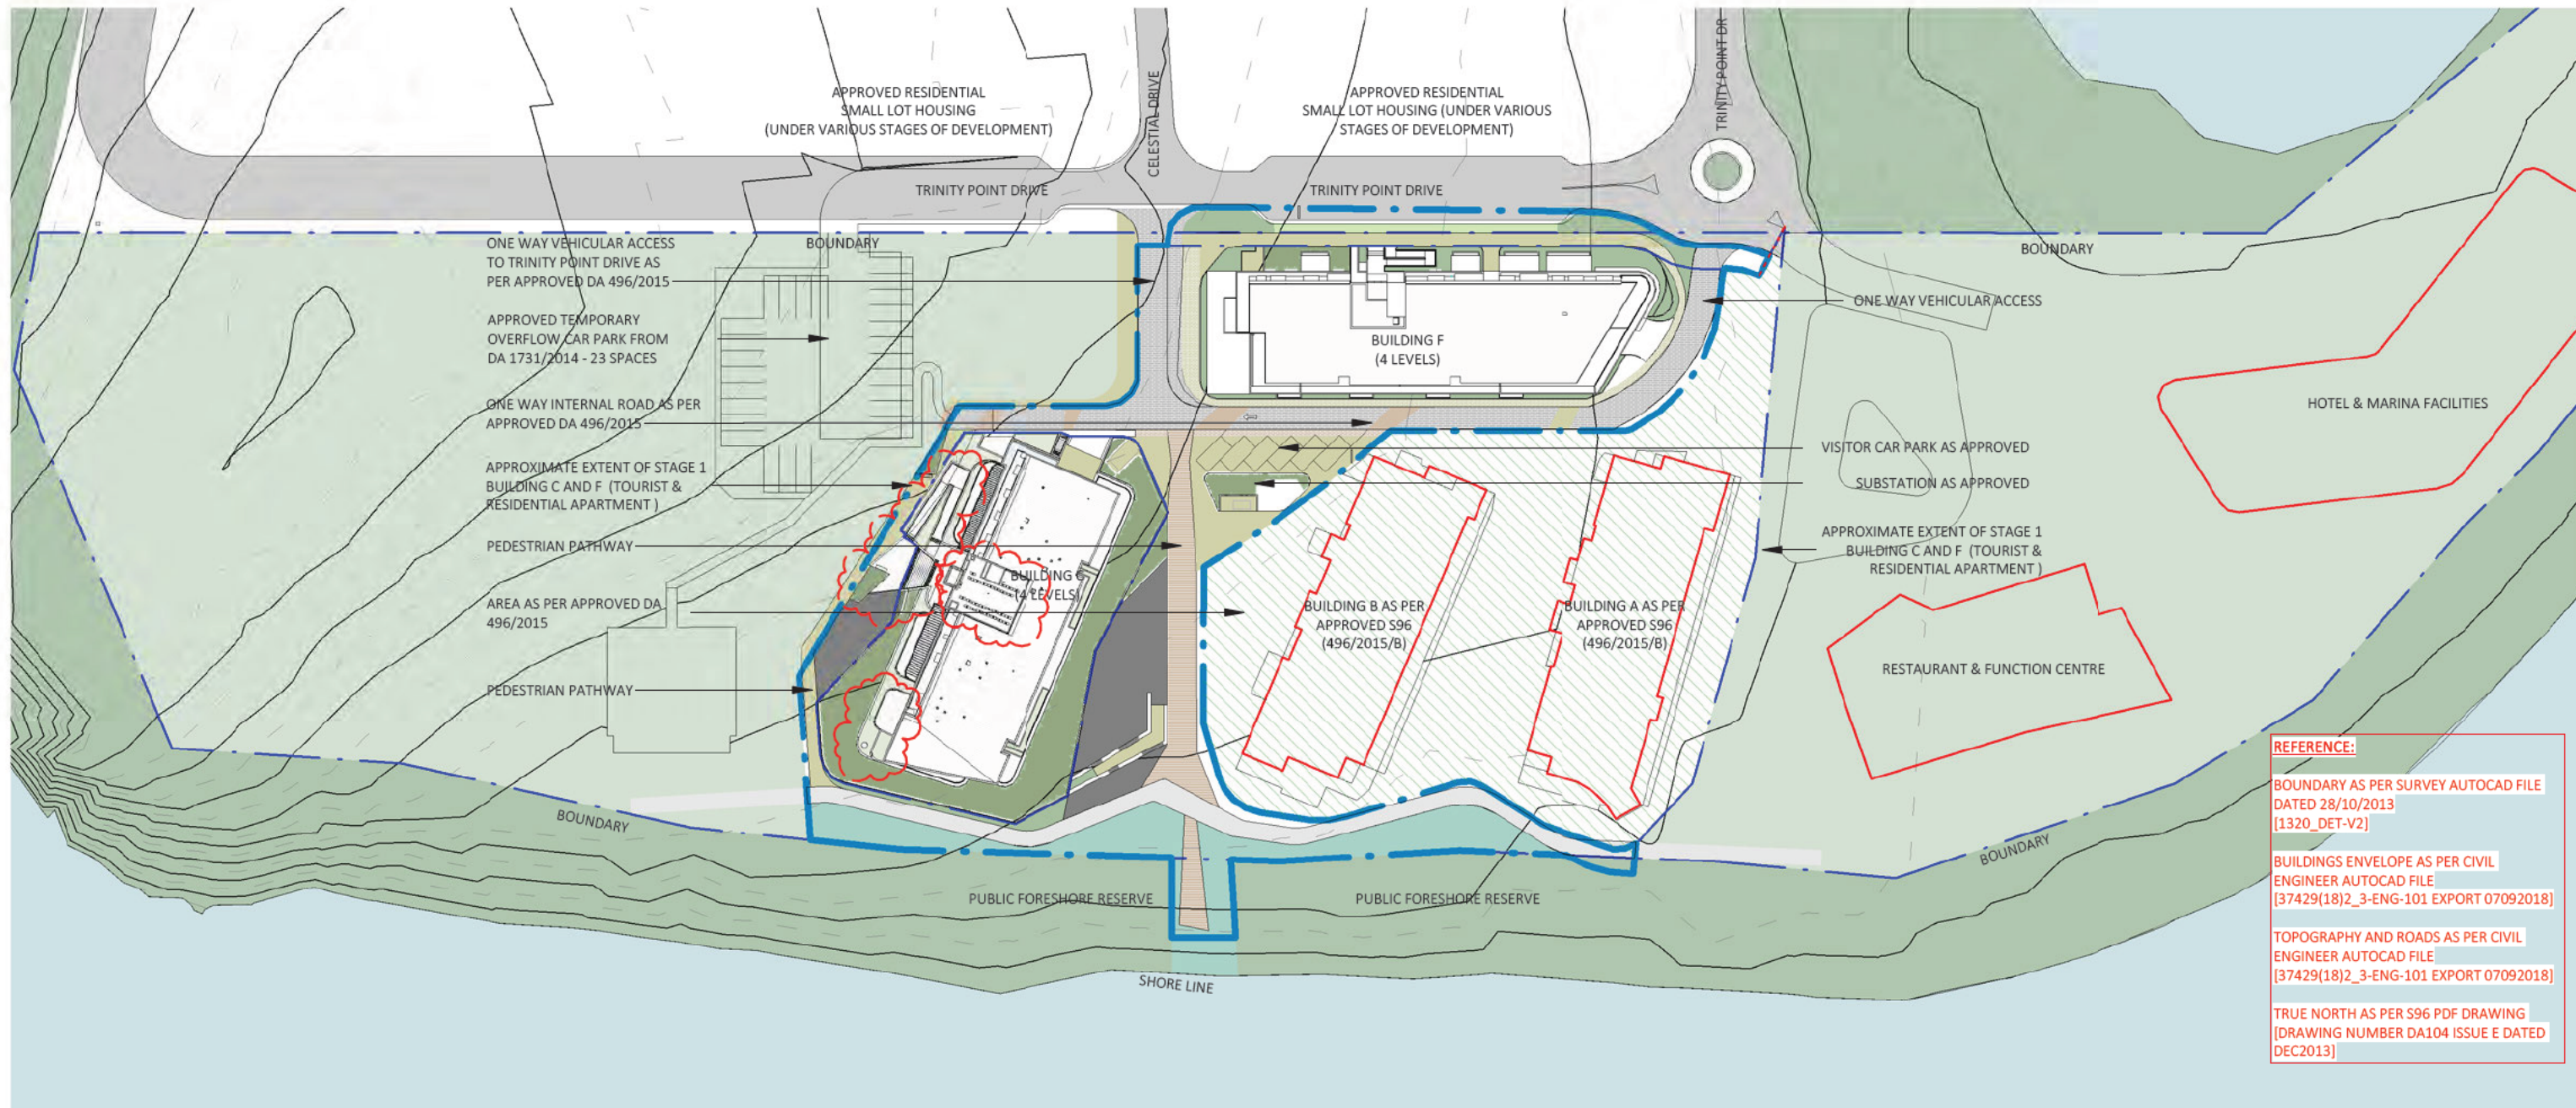 APPROVED RESIDENTIAL
SMALL LOT HOUSING
(UNDER VARIOUS STAGES OF DEVELOPMENT)
CELESTIAL DRIVE
APPROVED RESIDENTIAL
SMALL LOT HOUSING (UNDER VARIOUS
STAGES OF DEVELOPMENT)
TRINITY POINT DR
TRINITY POINT DRIVE
TRINITY POINT DRIVE
ONE WAY VEHICULAR ACCESS
TO TRINITY POINT DRIVE AS
PER APPROVED DA 496/2015
BOUNDARY
BOUNDARY
APPROVED TEMPORARY
OVERFLOW CAR PARK FROM
DA 1731/2014 - 23 SPACES
ONE WAY INTERNAL ROAD AS PER
APPROVED DA 496/2015
APPROXIMATE EXTENT OF STAGE 1
BUILDING C AND F (TOURIST &
RESIDENTIAL APARTMENT )
PEDESTRIAN PATHWAY
AREA AS PER APPROVED DA
496/2015
PEDESTRIAN PATHWAY
BUILDING F
(4 LEVELS)
BUILDING C
(4 LEVELS)
BUILDING B AS PER
APPROVED S96
(496/2015/B)
BUILDING A AS PER
APPROVED S96
(496/2015/B)
ONE WAY VEHICULAR ACCESS
VISITOR CAR PARK AS APPROVED
SUBSTATION AS APPROVED
APPROXIMATE EXTENT OF STAGE 1
BUILDING C AND F (TOURIST &
RESIDENTIAL APARTMENT )
HOTEL & MARINA FACILITIES
RESTAURANT & FUNCTION CENTRE
BOUNDARY
BOUNDARY
PUBLIC FORESHORE RESERVE
PUBLIC FORESHORE RESERVE
SHORE LINE
REFERENCE:
BOUNDARY AS PER SURVEY AUTOCAD FILE
DATED 28/10/2013
[1320_DET-V2]
BUILDINGS ENVELOPE AS PER CIVIL
ENGINEER AUTOCAD FILE
[37429(18)2_3-ENG-101 EXPORT 07092018]
TOPOGRAPHY AND ROADS AS PER CIVIL
ENGINEER AUTOCAD FILE
[37429(18)2_3-ENG-101 EXPORT 07092018]
TRUE NORTH AS PER S96 PDF DRAWING
[DRAWING NUMBER DA104 ISSUE E DATED
DEC2013]